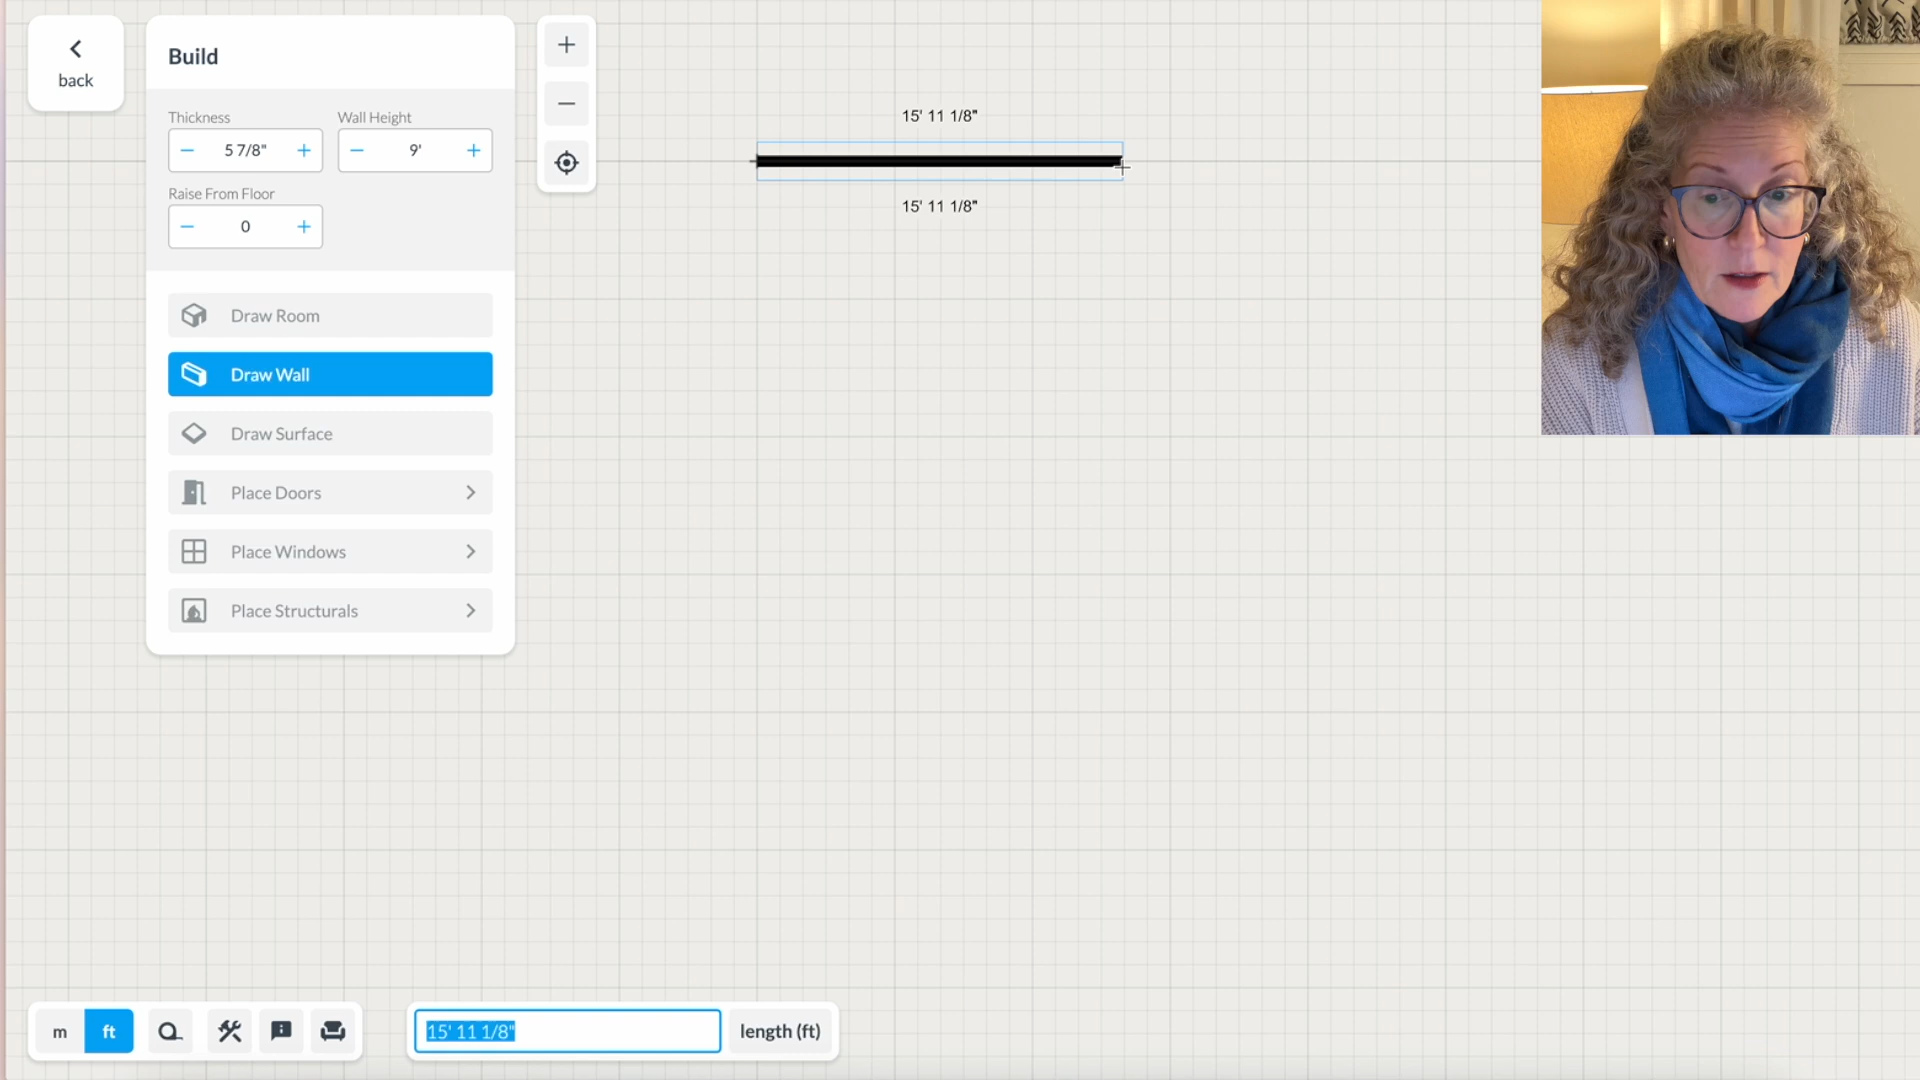 back
Build
Thickness
Wall Height
5 7/8"
9'
Raise From Floor
0
Draw Room
Draw Wall
Draw Surface
Place Doors
Place Windows
Place Structurals
15' 11 1/8"
15' 11 1/8"
m
ft
15' 11 1/8"
length (ft)